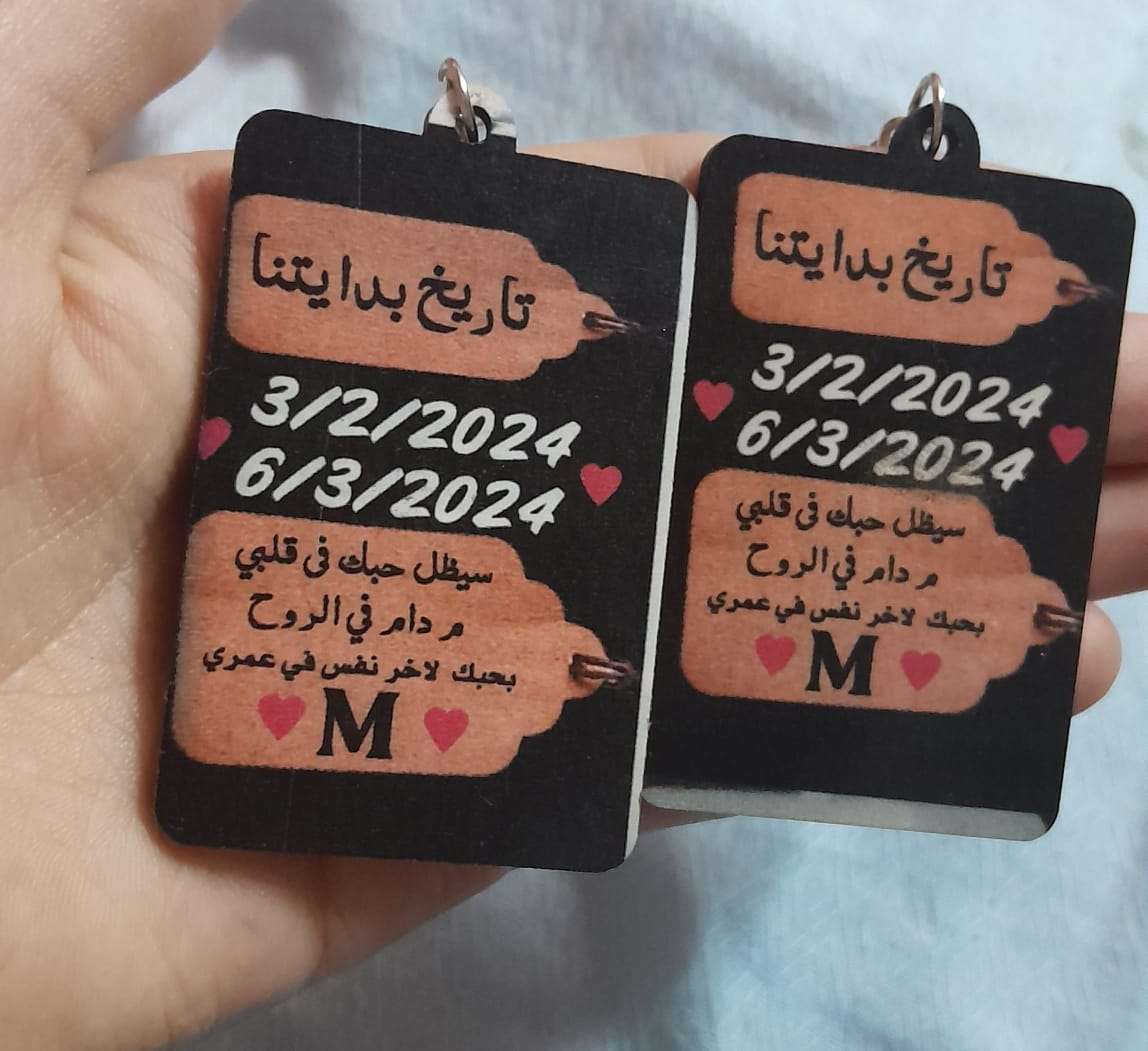 تاريخ بدايتنا
3/2/2024
6/3/2024
سيظل حبك فى قلبي
م دام في الروح
بحبك لاخر نفس في عمري
M
تاريخ بدايتنا
3/2/2024
6/3/2024
سيظل حبك فى قلبي
م دام في الروح
بحبك لاخر نفس في عمري
M